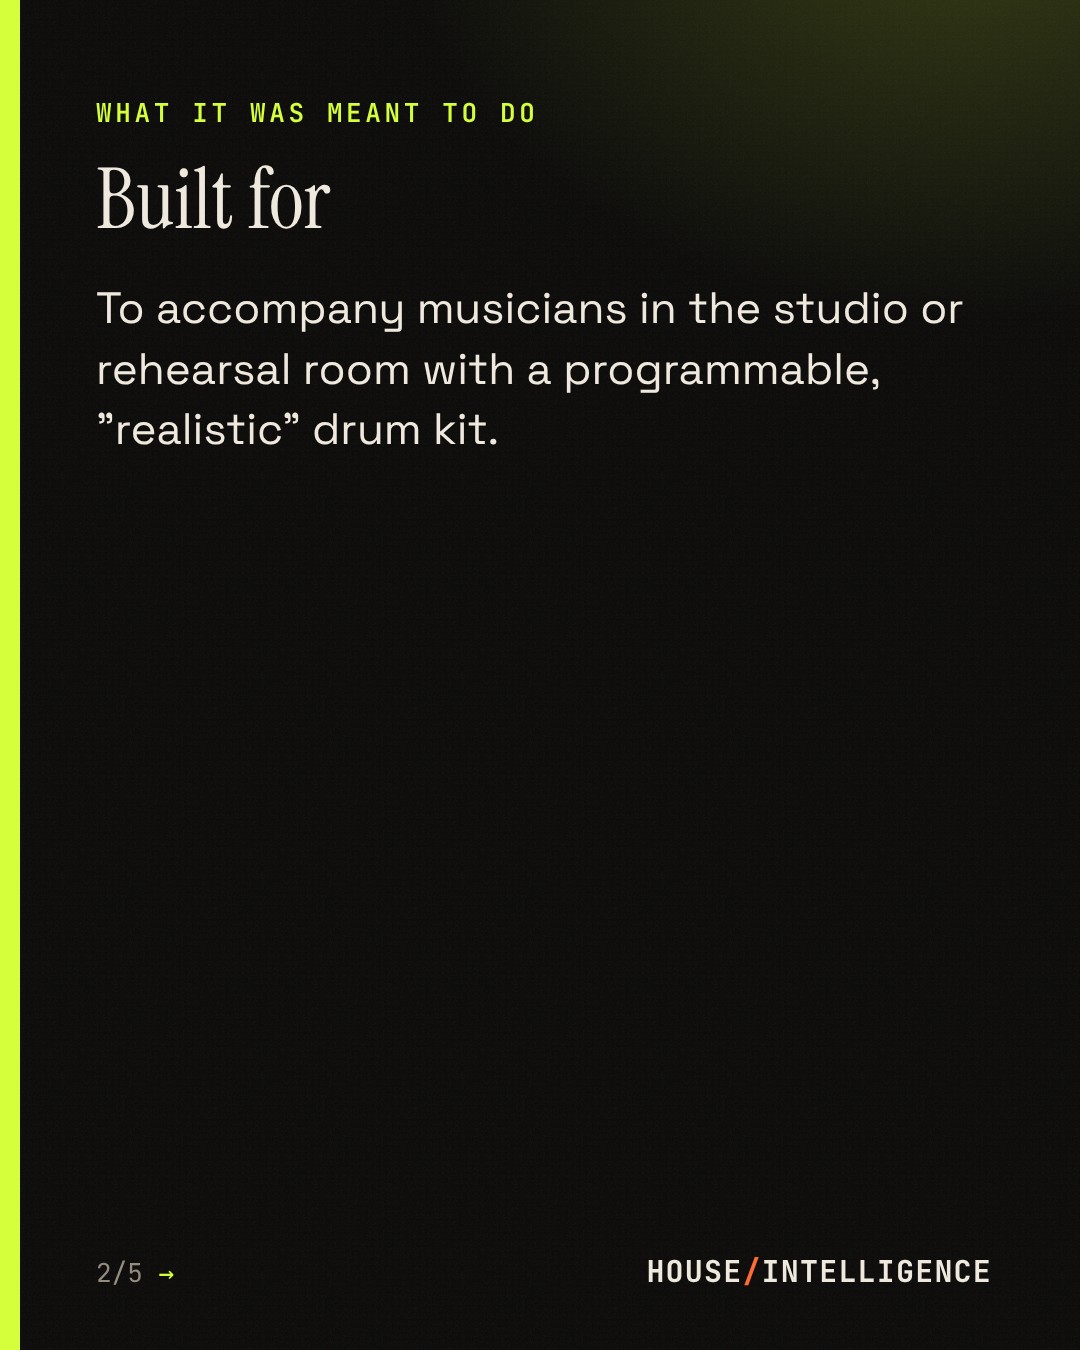 WHAT IT WAS MEANT TO DO
Built for
To accompany musicians in the studio or
rehearsal room with a programmable,
”realistic” drum kit.
2/5 →
HOUSE/INTELLIGENCE